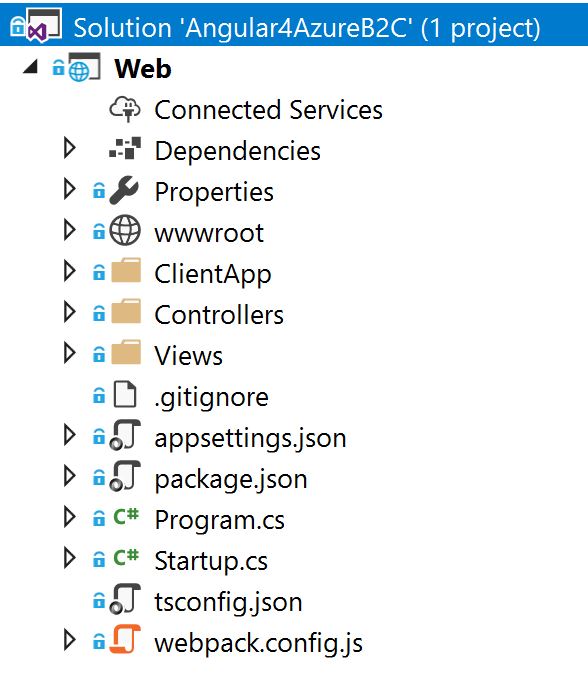 Solution 'Angular4AzureB2C' (1 project)
Web
Connected Services
Dependencies
Properties
wwwroot
ClientApp
Controllers
Views
.gitignore
appsettings.json
package.json
C# Program.cs
C# Startup.cs
tsconfig.json
webpack.config.js